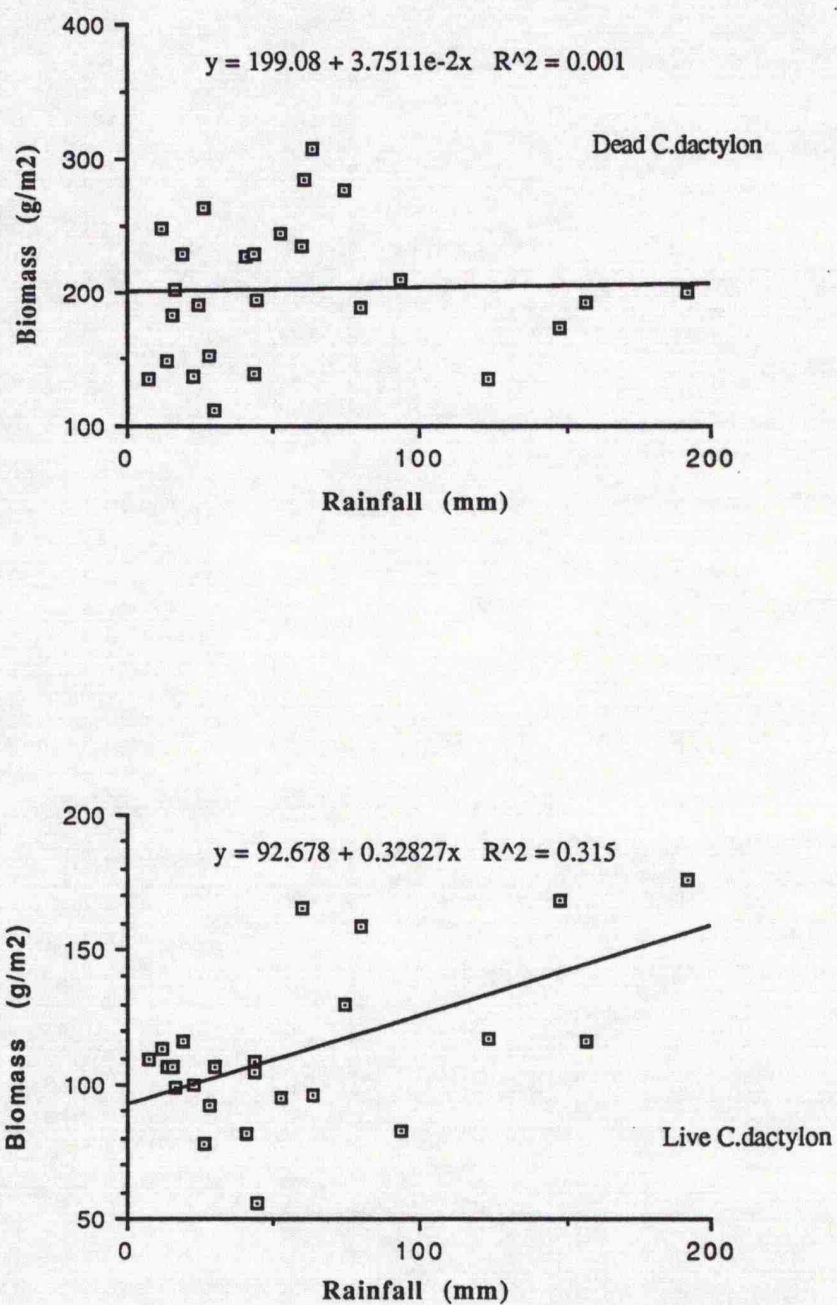 400
y = 199.08 + 3.7511e-2x R^2 = 0.001
Dead C.dactylon
300
Biomass (g/m2)
200
100
0
100
200
Rainfall (mm)
200
y = 92.678 + 0.32827x R^2 = 0.315
150
Biomass (g/m2)
100
Live C.dactylon
50
0
100
200
Rainfall (mm)